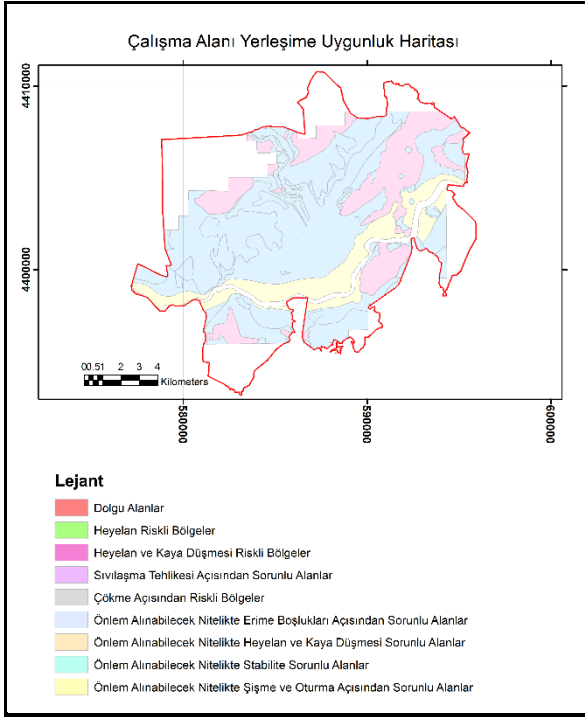 Çalışma Alanı Yerleşime Uygunluk Haritası
4410000
4400000
00.51 2 3 4
Kilometers
580000
590000
600000
Lejant
Dolgu Alanlar
Heyelan Riskli Bölgeler
Heyelan ve Kaya Düşmesi Riskli Bölgeler
Sıvılaşma Tehlikesi Açısından Sorunlu Alanlar
Çökme Açısından Riskli Bölgeler
Önlem Alınabilecek Nitelikte Erime Boşlukları Açısından Sorunlu Alanlar
Önlem Alınabilecek Nitelikte Heyelan ve Kaya Düşmesi Sorunlu Alanlar
Önlem Alınabilecek Nitelikte Stabilite Sorunlu Alanlar
Önlem Alınabilecek Nitelikte Şişme ve Oturma Açısından Sorunlu Alanlar